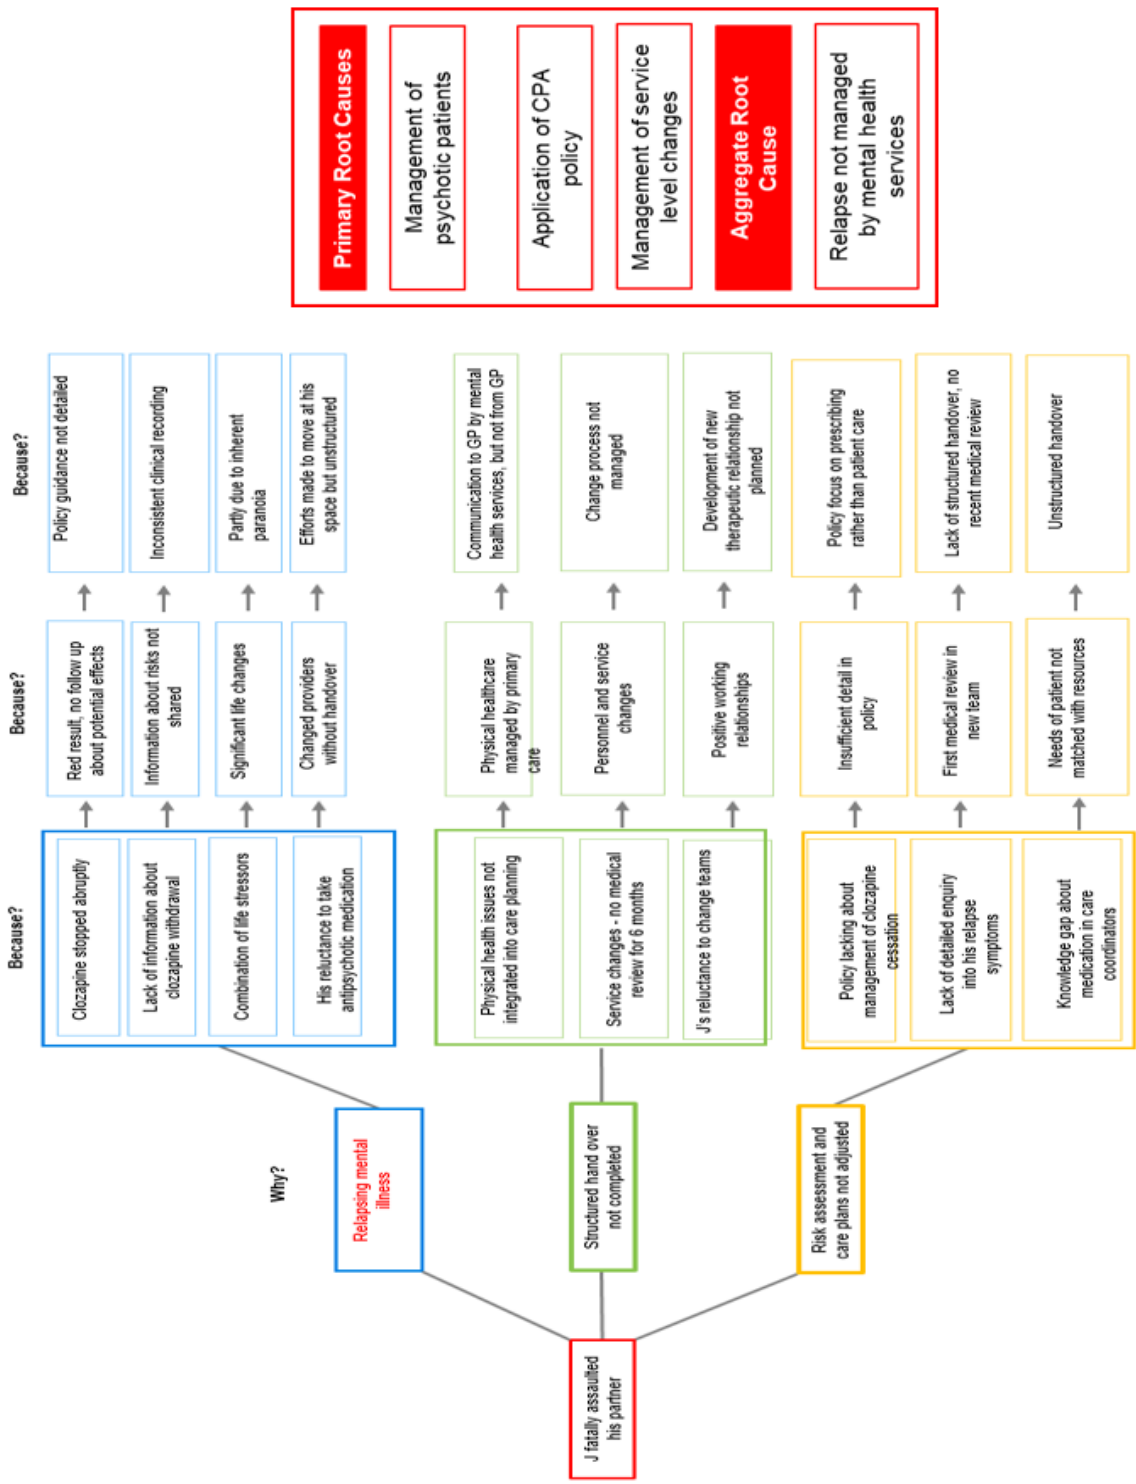 Why?
Because?
Because?
Because?
J fatally assaulted
his partner
Relapsing mental
illness
Structured hand over
not completed
Risk assessment and
care plans not adjusted
Clozapine stopped abruptly
Red result, no follow up
about potential effects
Policy guidance not detailed
Lack of information about
clozapine withdrawal
Information about risks not
shared
Inconsistent clinical recording
Combination of life stressors
Significant life changes
Partly due to inherent
paranoia
His reluctance to take
antipsychotic medication
Changed providers
without handover
Efforts made to move at his
space but unstructured
Physical health issues not
integrated into care planning
Physical healthcare
managed by primary
care
Communication to GP by mental
health services, but not from GP
Service changes - no medical
review for 6 months
Personnel and service
changes
Change process not
managed
J's reluctance to change teams
Positive working
relationships
Development of new
therapeutic relationship not
planned
Policy lacking about
management of clozapine
cessation
Insufficient detail in
policy
Policy focus on prescribing
rather than patient care
Lack of detailed enquiry
into his relapse
symptoms
First medical review in
new team
Lack of structured handover, no
recent medical review
Knowledge gap about
medication in care
coordinators
Needs of patient not
matched with resources
Unstructured handover
Primary Root Causes
Management of
psychotic patients
Application of CPA
policy
Management of service
level changes
Aggregate Root
Cause
Relapse not managed
by mental health
services